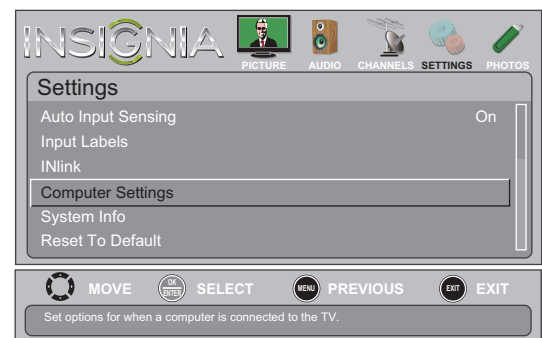 INSIGNIA
PICTURE AUDIO CHANNELS SETTINGS PHOTOS
Settings
Auto Input Sensing On
Input Labels
INlink
Computer Settings
System Info
Reset To Default
MOVE OK ENTER SELECT MENU PREVIOUS EXIT EXIT
Set options for when a computer is connected to the TV.